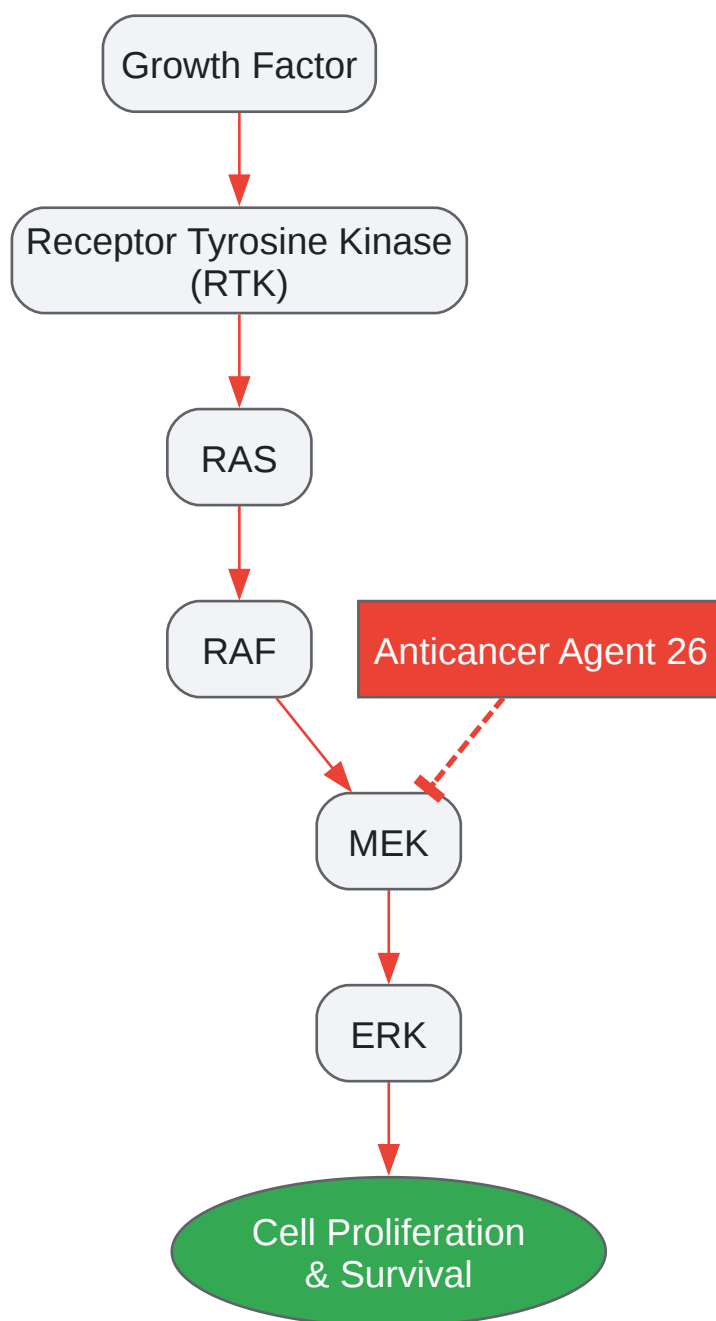 Growth Factor
Receptor Tyrosine Kinase
(RTK)
RAS
RAF
Anticancer Agent 26
MEK
ERK
Cell Proliferation
& Survival